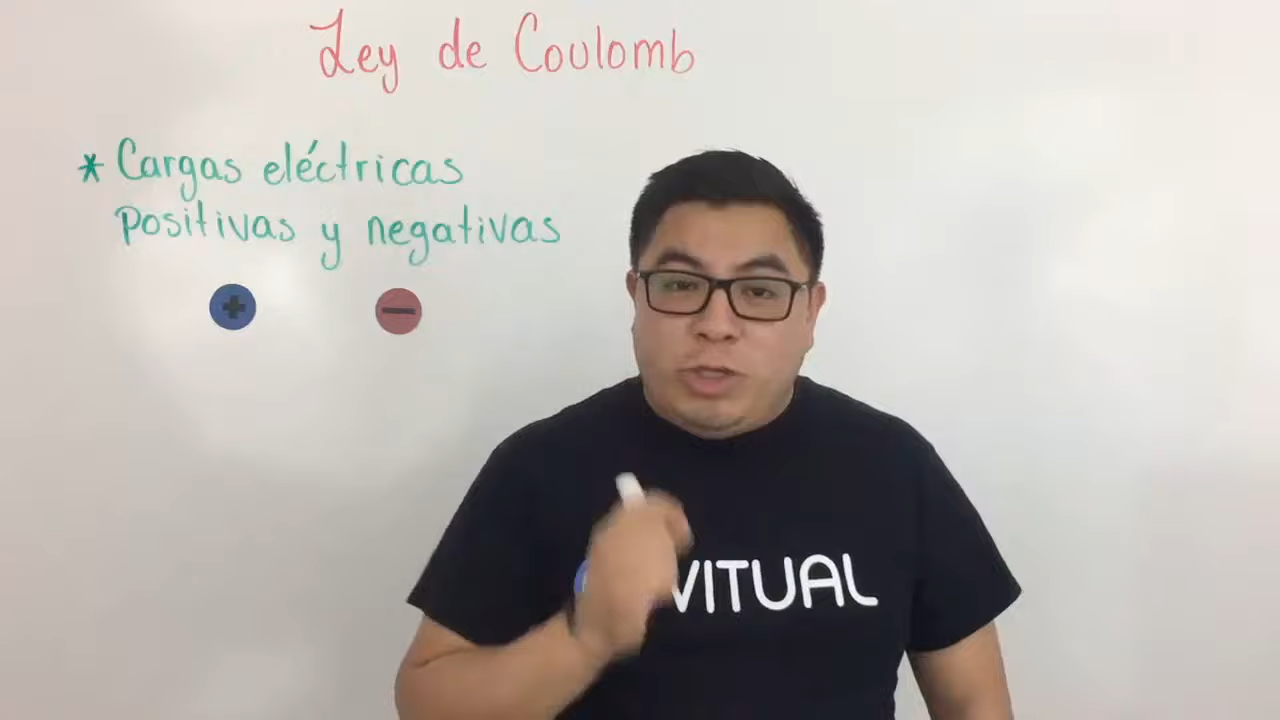 Ley de Coulomb
* Cargas eléctricas
positivas y negativas
+ −
VITUAL